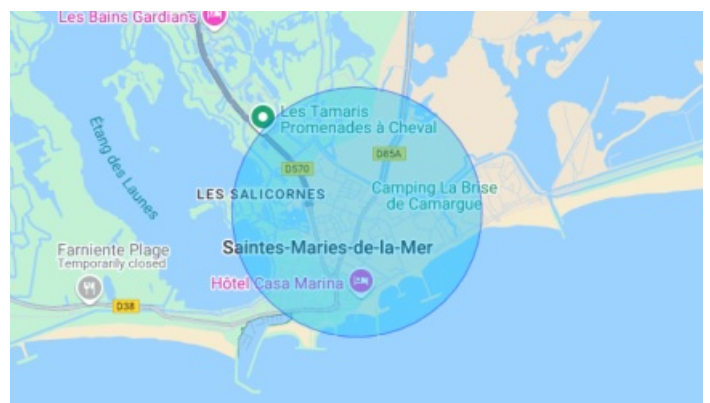 Les Bains Gardians
Les Tamaris
Promenades à Cheval
Étang des Launes
D570
D85A
LES SALICORNES
Camping La Brise
de Camargue
Saintes-Maries-de-la-Mer
Farniente Plage
Temporarily closed
Hôtel Casa Marina
D38